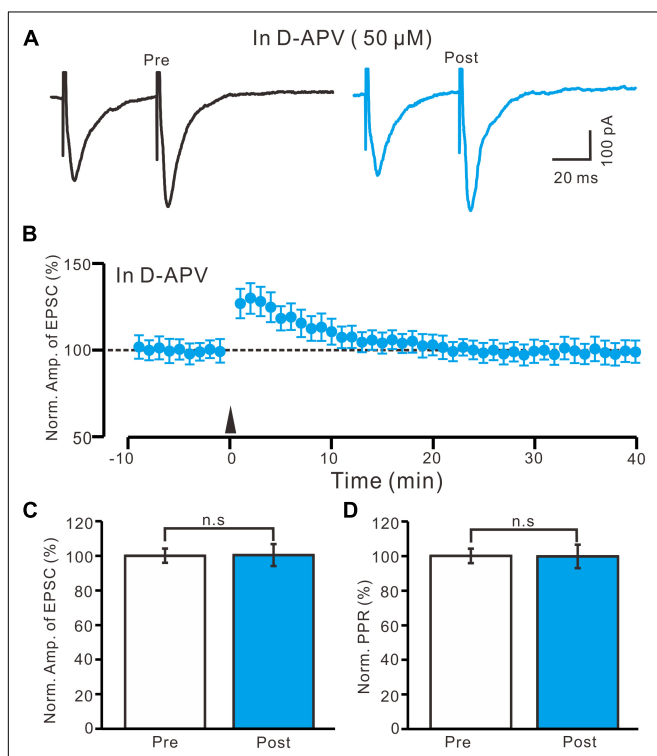 A
In D-APV ( 50 µM)
Pre
Post
100 pA
20 ms
B
Norm. Amp. of EPSC (%)
In D-APV
150
100
50
-10
0
10
20
30
40
Time (min)
C
Norm. Amp. of EPSC (%)
120
100
80
60
40
20
0
n.s
Pre
Post
D
Norm. PPR (%)
120
100
80
60
40
20
0
n.s
Pre
Post